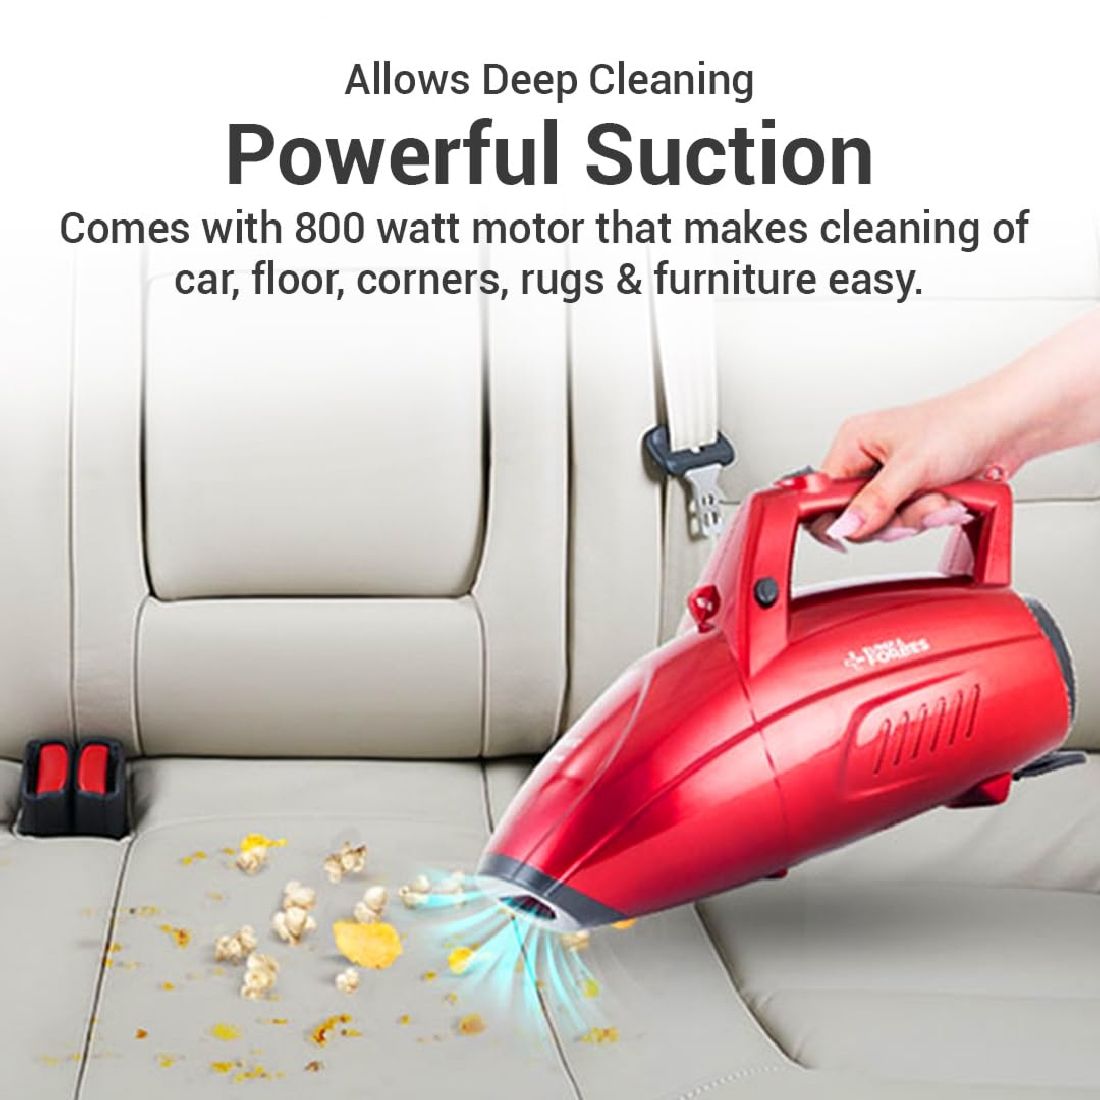 Allows Deep Cleaning
Powerful Suction
Comes with 800 watt motor that makes cleaning of
car, floor, corners, rugs & furniture easy.
FORBES